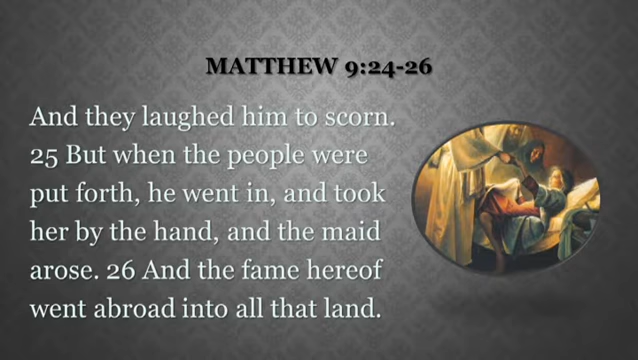 MATTHEW 9:24-26
And they laughed him to scorn.
25 But when the people were
put forth, he went in, and took
her by the hand, and the maid
arose. 26 And the fame hereof
went abroad into all that land.